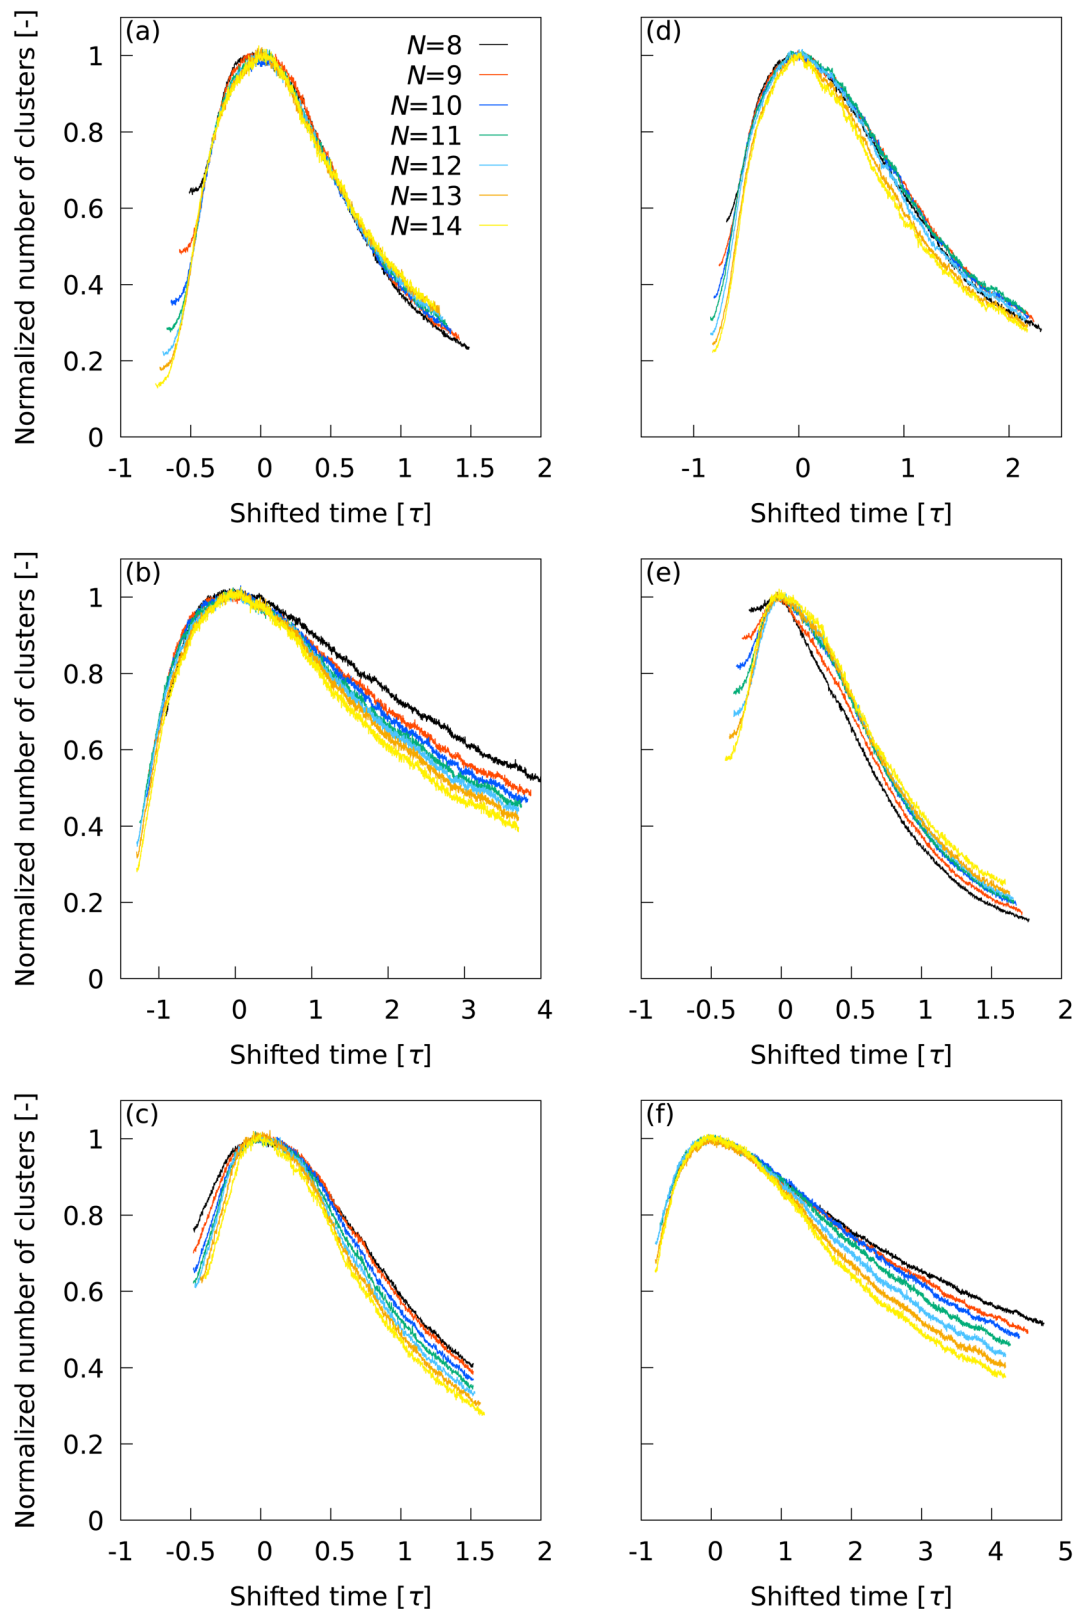 (a)
Normalized number of clusters [-]
1
0.8
0.6
0.4
0.2
0
-1 -0.5 0 0.5 1 1.5 2
Shifted time [τ]
N=8
N=9
N=10
N=11
N=12
N=13
N=14
(d)
-1 0 1 2
Shifted time [τ]
(b)
Normalized number of clusters [-]
1
0.8
0.6
0.4
0.2
0
-1 0 1 2 3 4
Shifted time [τ]
(e)
-1 -0.5 0 0.5 1 1.5 2
Shifted time [τ]
(c)
Normalized number of clusters [-]
1
0.8
0.6
0.4
0.2
0
-1 -0.5 0 0.5 1 1.5 2
Shifted time [τ]
(f)
-1 0 1 2 3 4 5
Shifted time [τ]